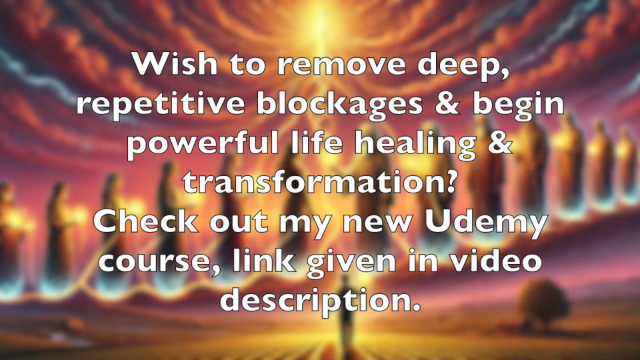 Wish to remove deep,
repetitive blockages & begin
powerful life healing &
transformation?
Check out my new Udemy
course, link given in video
description.